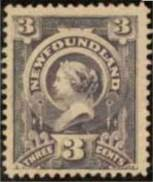 3 3
NEWFOUNDLAND
THREE 3 CENTS